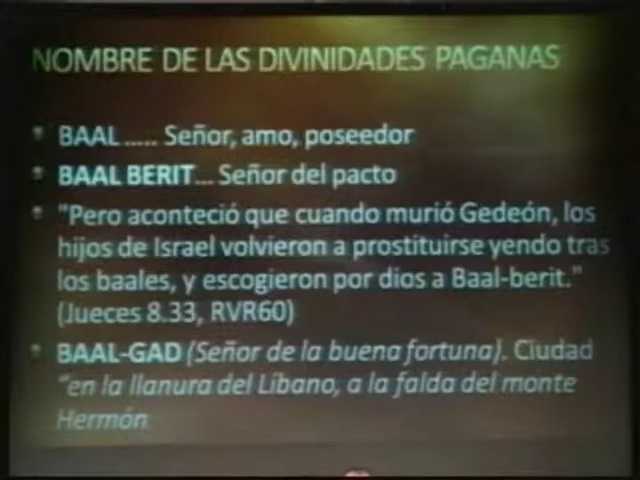 NOMBRE DE LAS DIVINIDADES PAGANAS
BAAL ..... Señor, amo, poseedor
BAAL BERIT... Señor del pacto
"Pero aconteció que cuando murió Gedeón, los
hijos de Israel volvieron a prostituirse yendo tras
los baales, y escogieron por dios a Baal-berit."
(Jueces 8.33, RVR60)
BAAL-GAD (Señor de la buena fortuna). Ciudad
"en la llanura del Líbano, a la falda del monte
Hermón